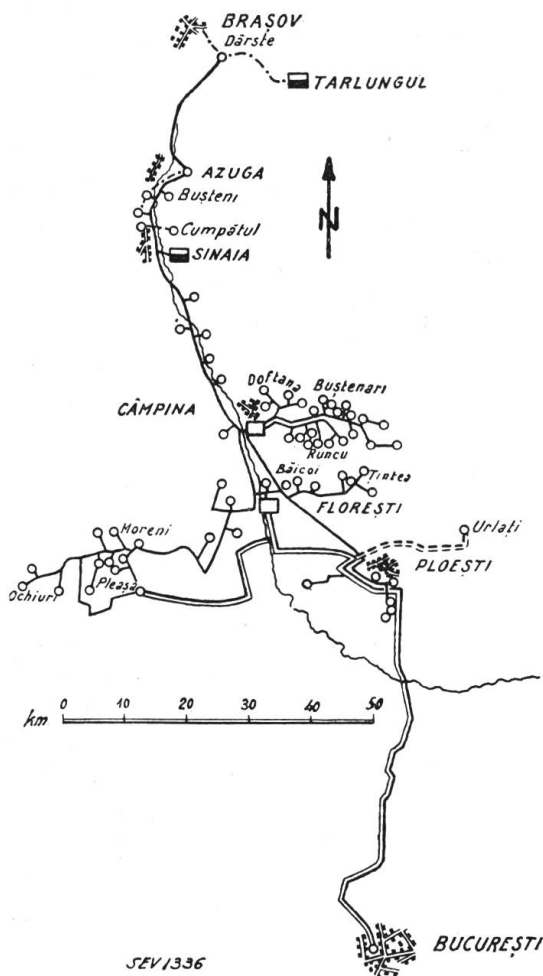 BRAȘOV
Dârste
TARLUNGUL
AZUGA
Bușteni
Cumpătul
SINAIA
N
Doftana
Buștenari
CÂMPINA
Runcu
Băicoi
Țintea
FLOREȘTI
Urlați
Moreni
PLOEȘTI
Ochiuri
Pleașa
0 10 20 30 40 50
km
BUCUREȘTI
SEV 1336